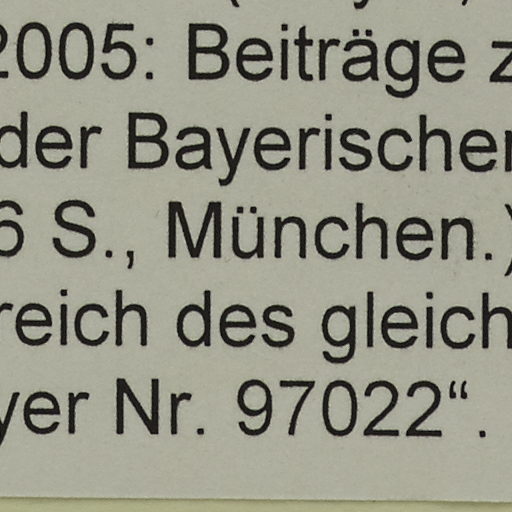 2005: Beiträge z
der Bayerischen
6 S., München.)
reich des gleich
yer Nr. 97022“.